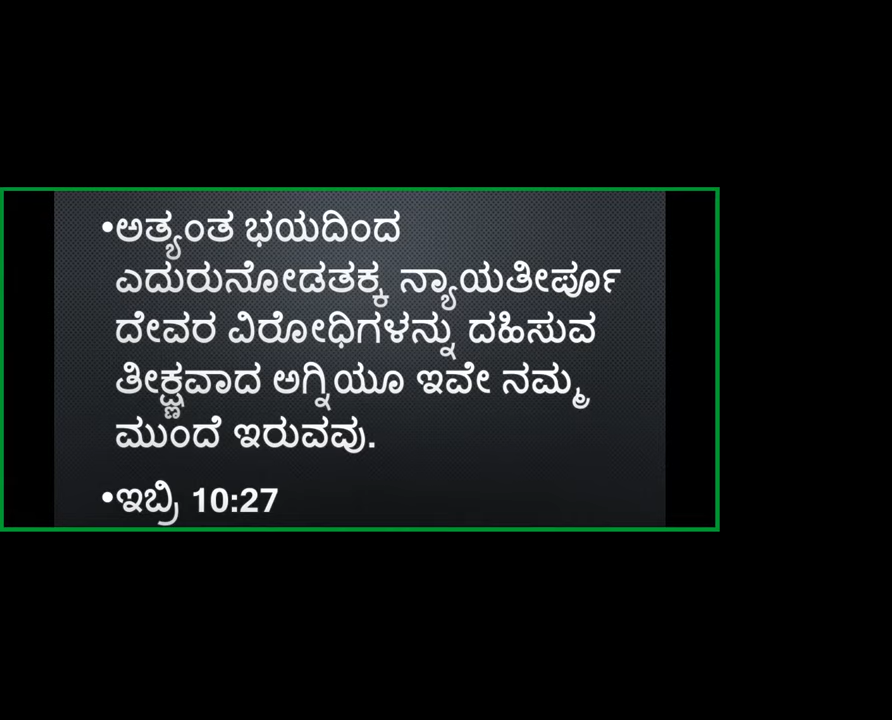 •ಅತ್ಯಂತ ಭಯದಿಂದ
ಎದುರುನೋಡತಕ್ಕ ನ್ಯಾಯತೀರ್ಪೂ
ದೇವರ ವಿರೋಧಿಗಳನ್ನು ದಹಿಸುವ
ತೀಕ್ಷ್ಣವಾದ ಅಗ್ನಿಯೂ ಇವೇ ನಮ್ಮ
ಮುಂದೆ ಇರುವವು.
•ಇಬ್ರಿ 10:27